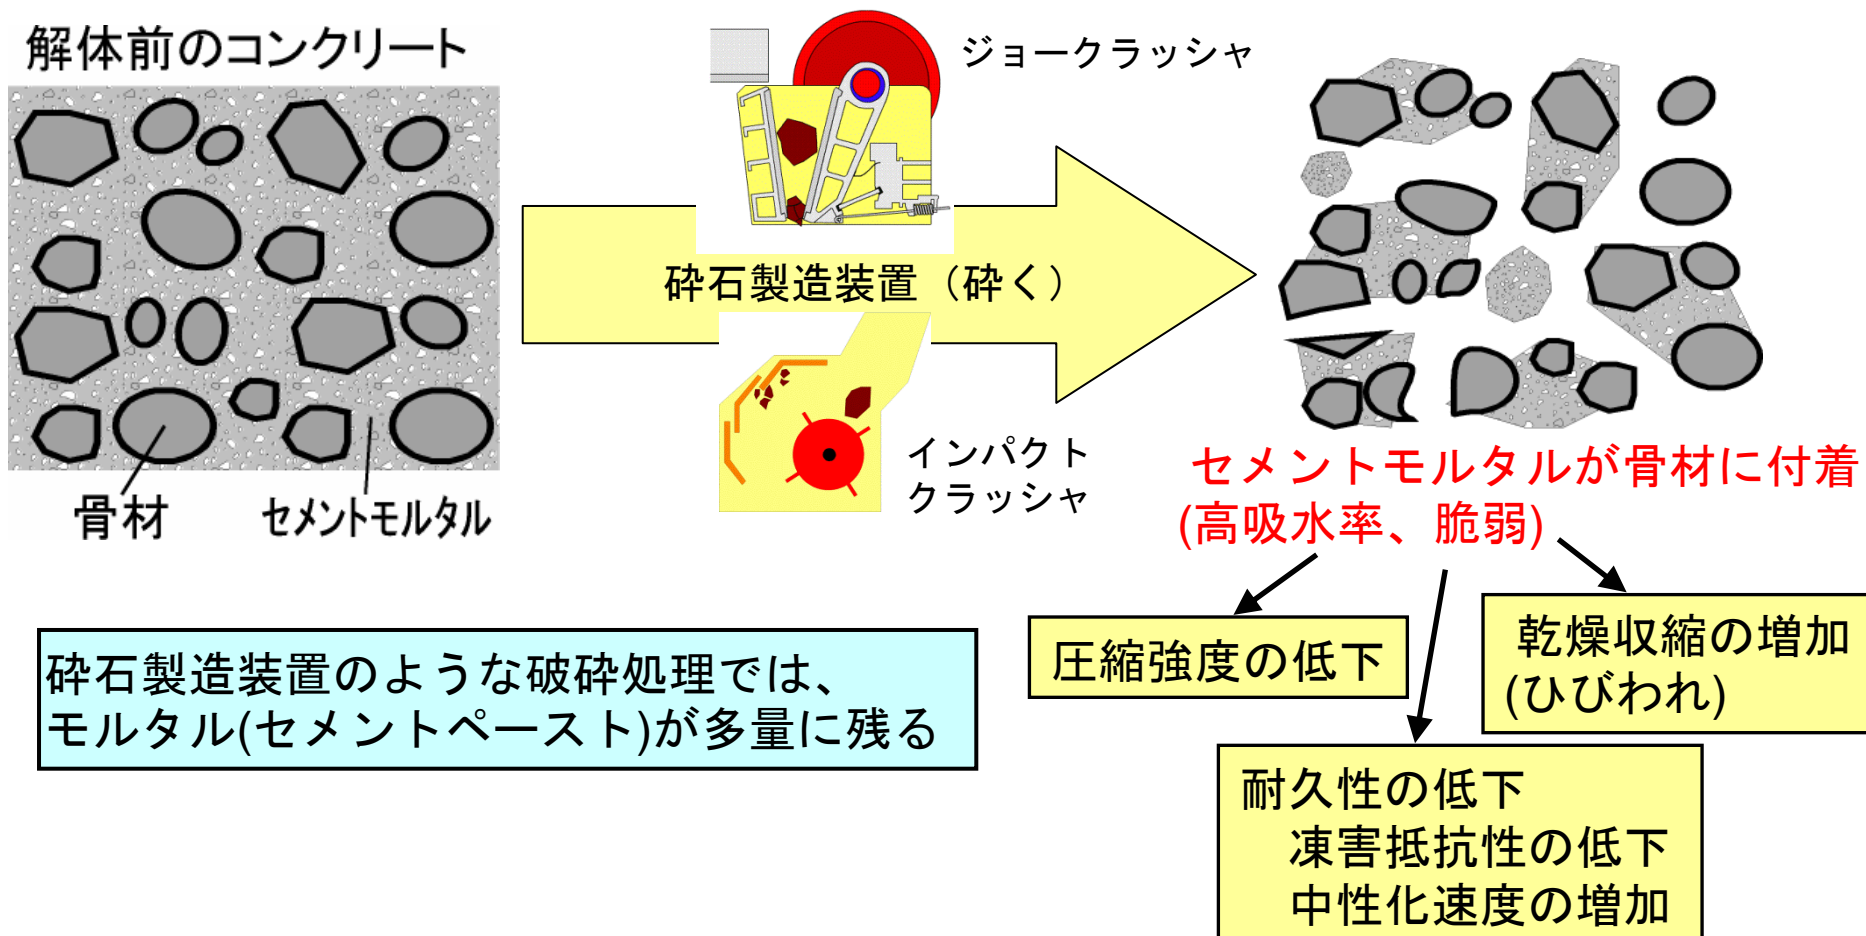 解体前のコンクリート
ジョークラッシャ
砕石製造装置（砕く）
インパクト
クラッシャ
骨材
セメントモルタル
セメントモルタルが骨材に付着
(高吸水率、脆弱)
圧縮強度の低下
乾燥収縮の増加
(ひびわれ)
砕石製造装置のような破砕処理では、
モルタル(セメントペースト)が多量に残る
耐久性の低下
凍害抵抗性の低下
中性化速度の増加